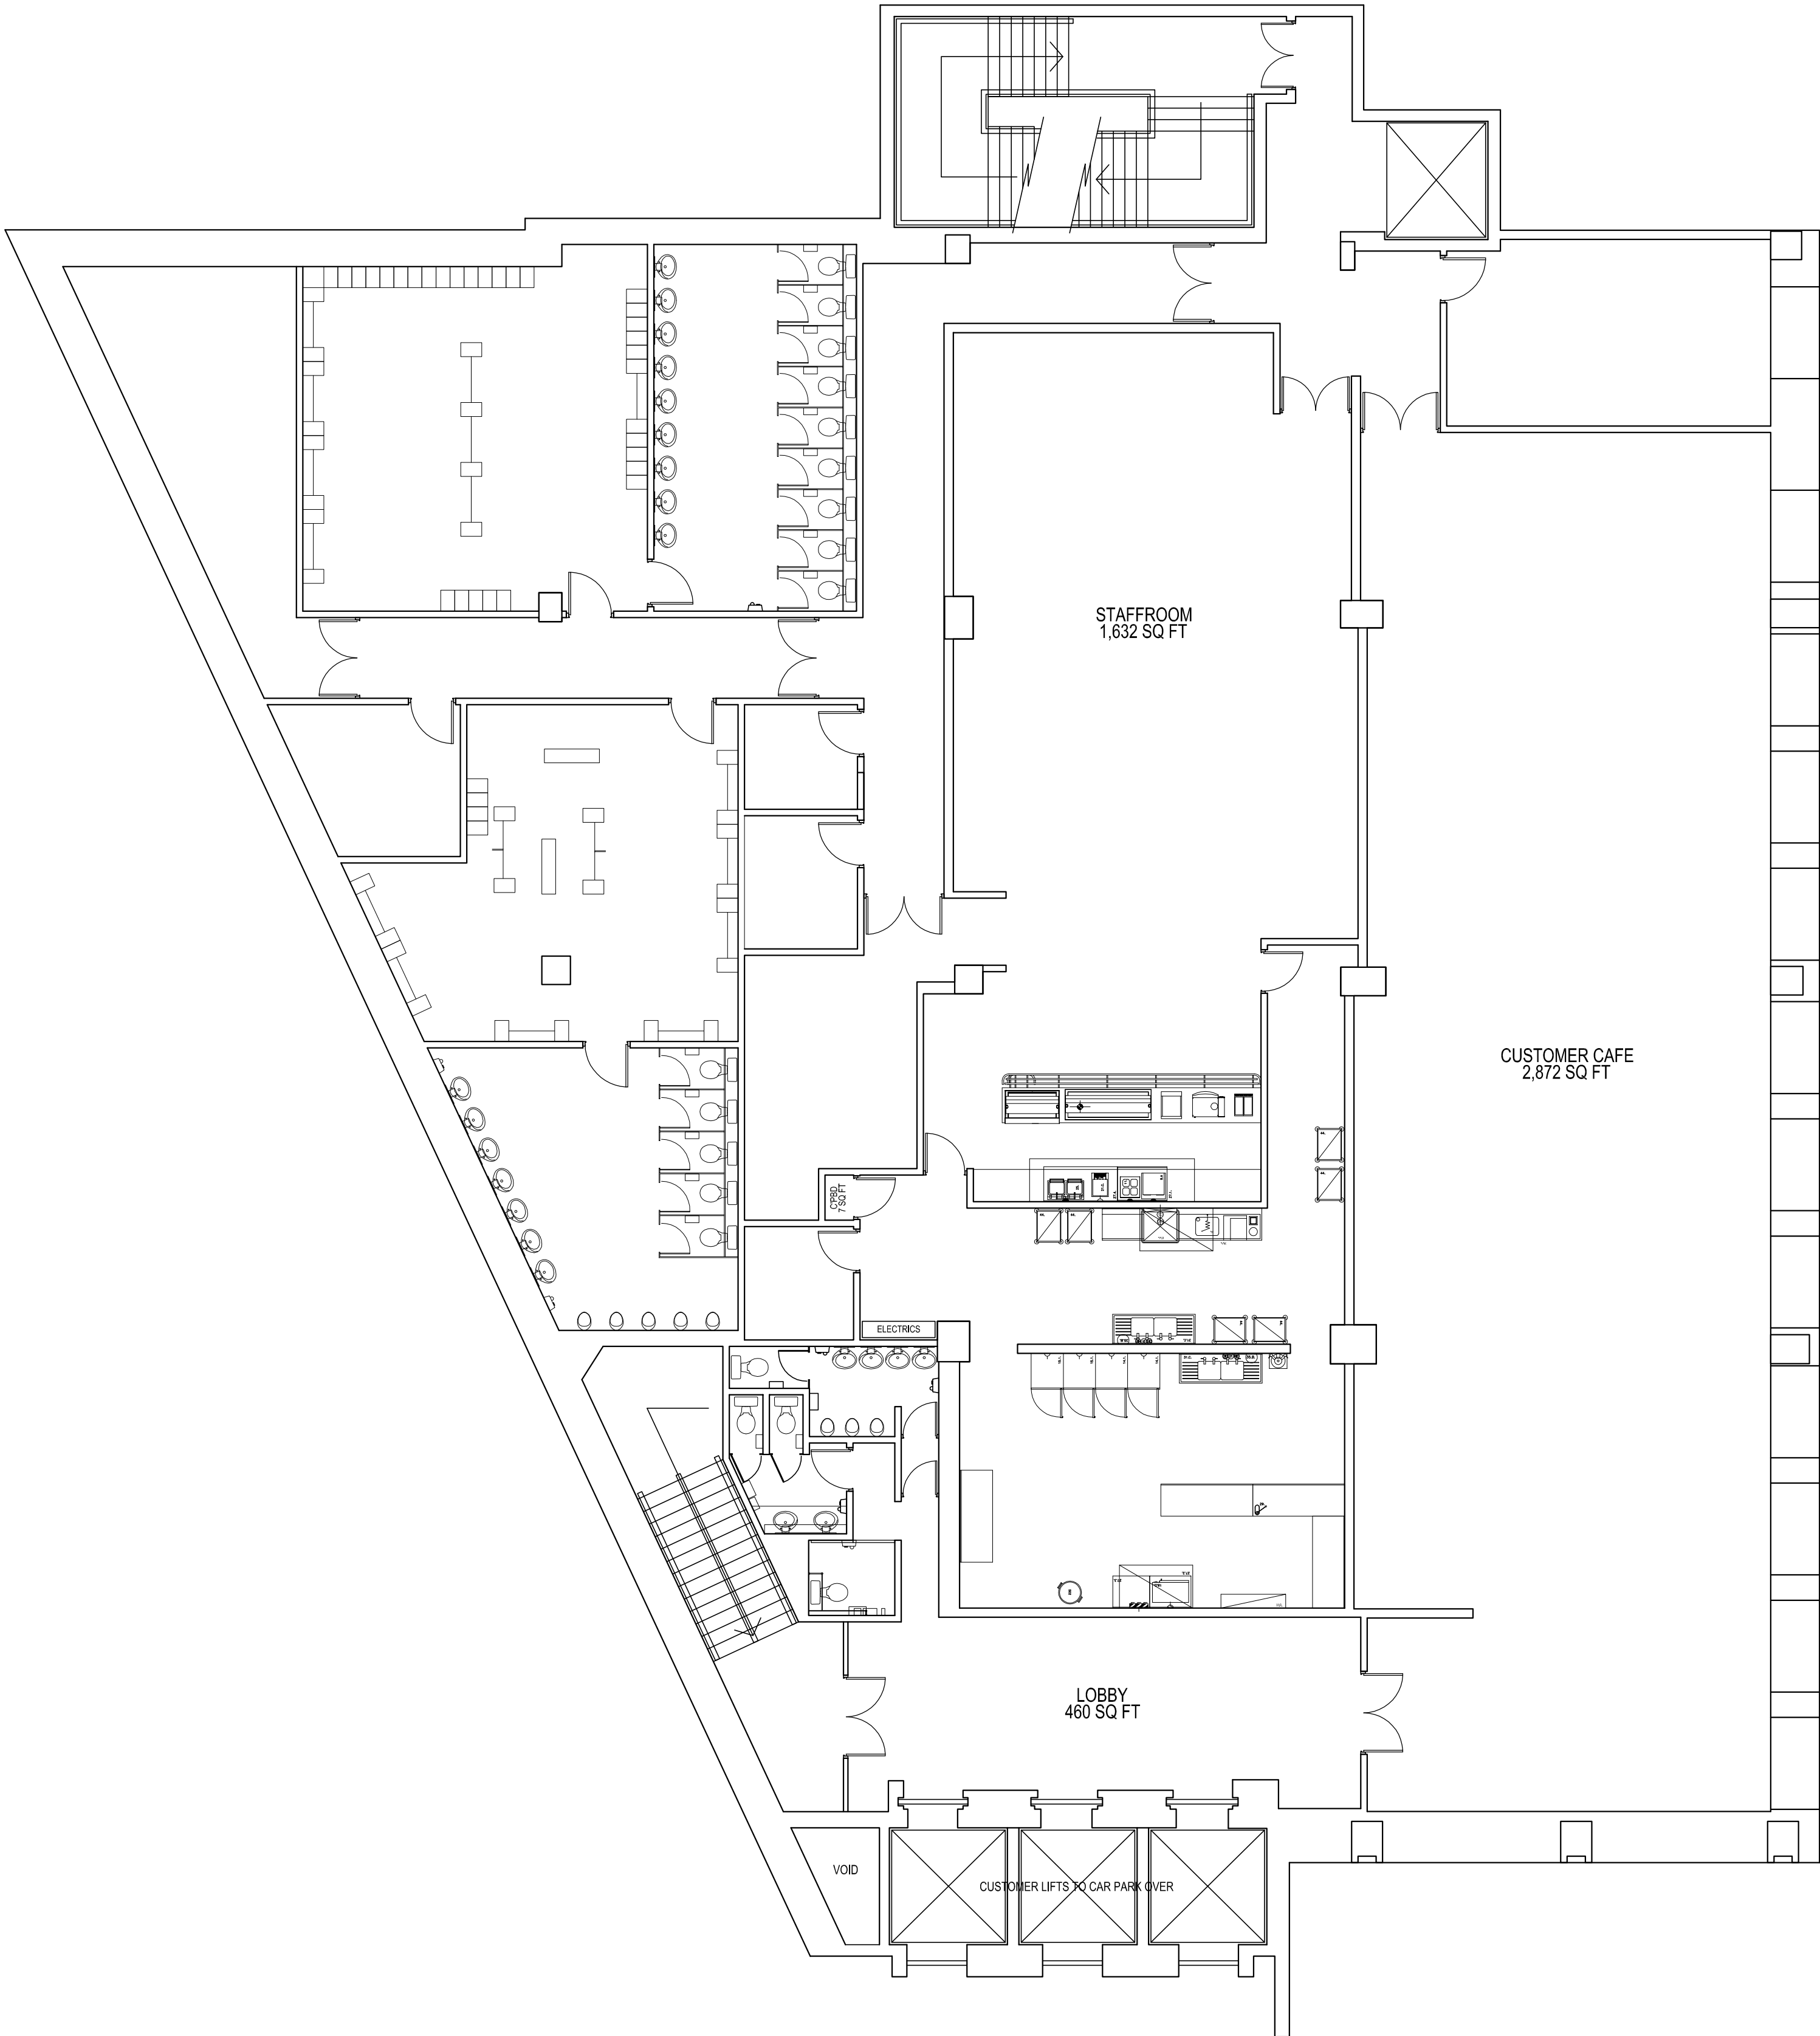 STAFFROOM
1,632 SQ FT
CUSTOMER CAFE
2,872 SQ FT
C'PBD
7 SQ FT
ELECTRICS
LOBBY
460 SQ FT
VOID
CUSTOMER LIFTS TO CAR PARK OVER